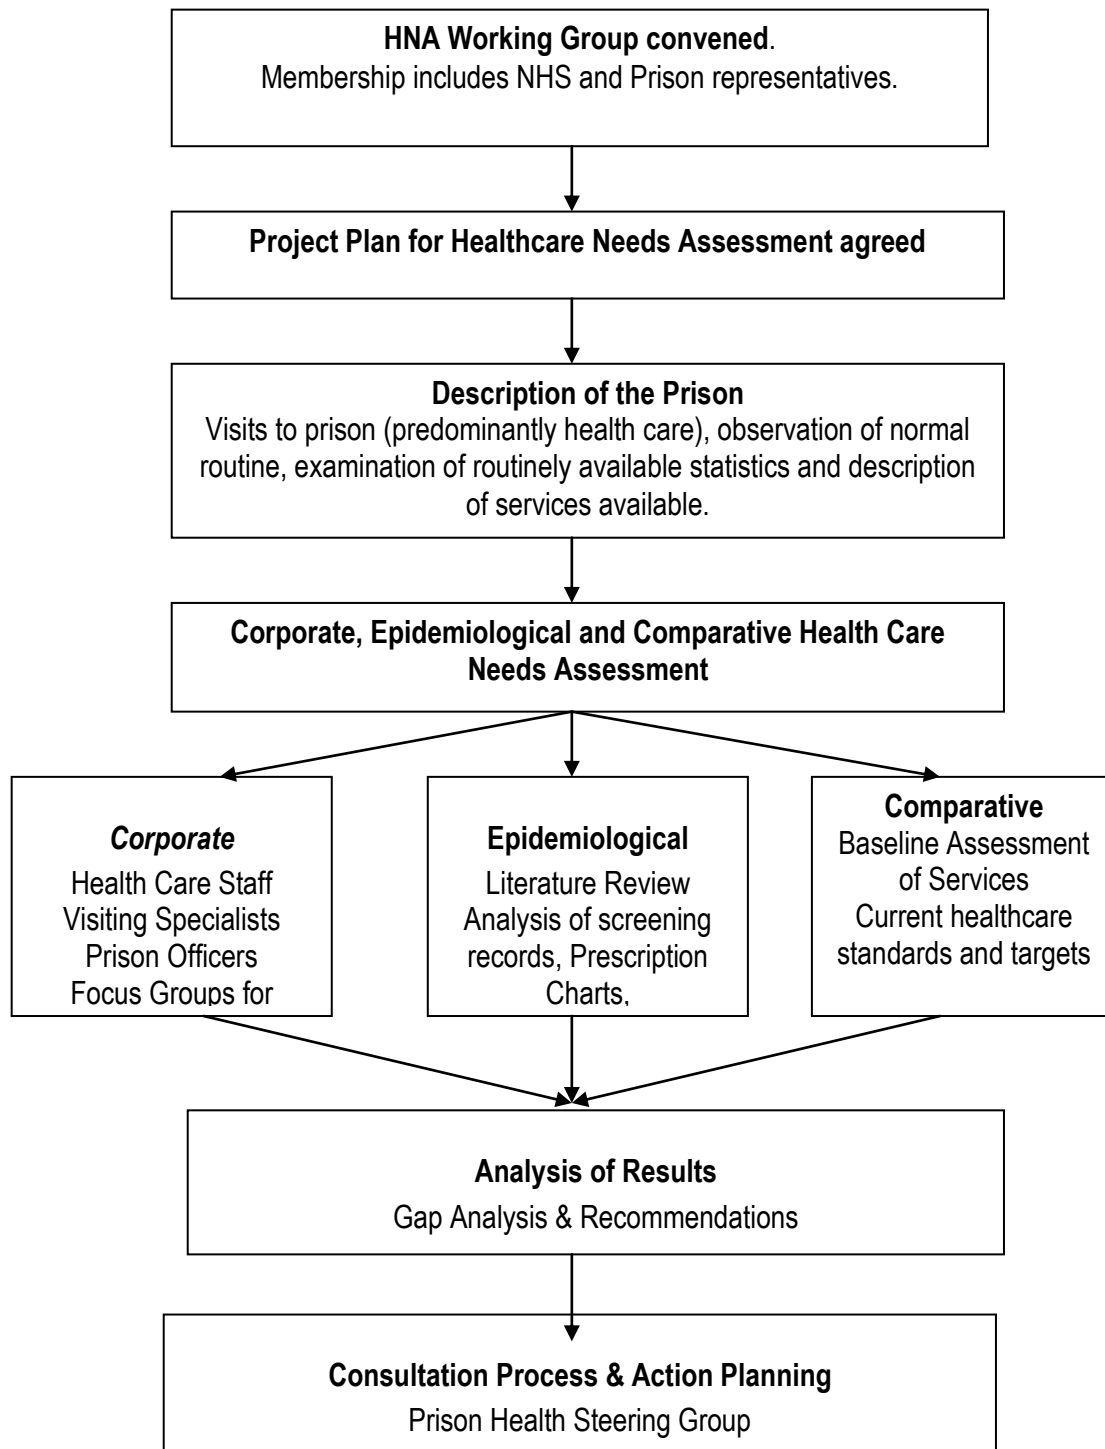 HNA Working Group convened.
Membership includes NHS and Prison representatives.
Project Plan for Healthcare Needs Assessment agreed
Description of the Prison
Visits to prison (predominantly health care), observation of normal
routine, examination of routinely available statistics and description
of services available.
Corporate, Epidemiological and Comparative Health Care
Needs Assessment
Corporate
Health Care Staff
Visiting Specialists
Prison Officers
Focus Groups for
Epidemiological
Literature Review
Analysis of screening
records, Prescription
Charts,
Comparative
Baseline Assessment
of Services
Current healthcare
standards and targets
Analysis of Results
Gap Analysis & Recommendations
Consultation Process & Action Planning
Prison Health Steering Group